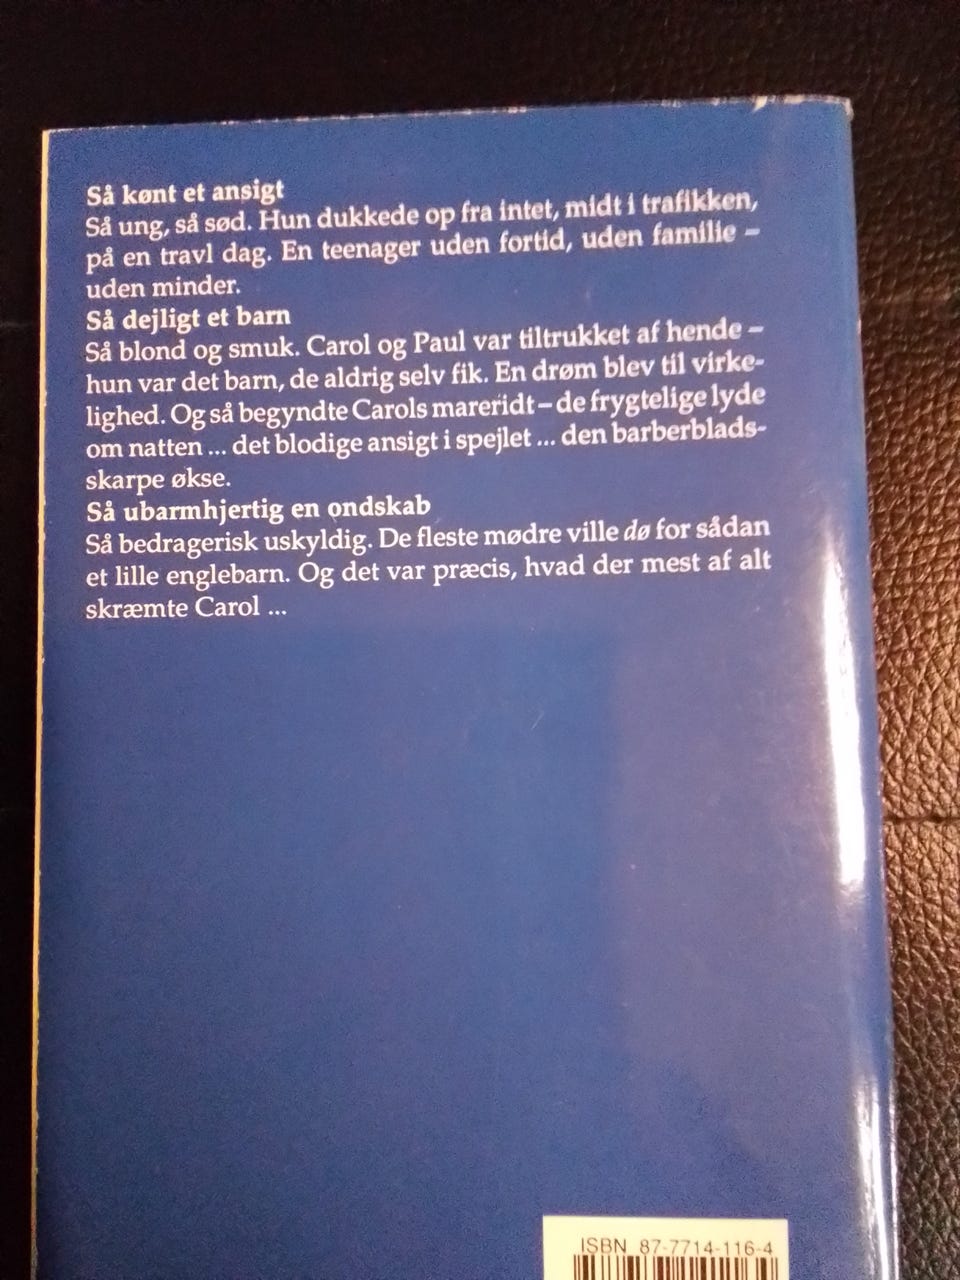 Så kønt et ansigt
Så ung, så sød. Hun dukkede op fra intet, midt i trafikken,
på en travl dag. En teenager uden fortid, uden familie –
uden minder.
Så dejligt et barn
Så blond og smuk. Carol og Paul var tiltrukket af hende –
hun var det barn, de aldrig selv fik. En drøm blev til virke-
lighed. Og så begyndte Carols mareridt – de frygtelige lyde
om natten ... det blodige ansigt i spejlet ... den barberblads-
skarpe økse.
Så ubarmhjertig en ondskab
Så bedragerisk uskyldig. De fleste mødre ville dø for sådan
et lille englebarn. Og det var præcis, hvad der mest af alt
skræmte Carol ...
ISBN 87-7714-116-4